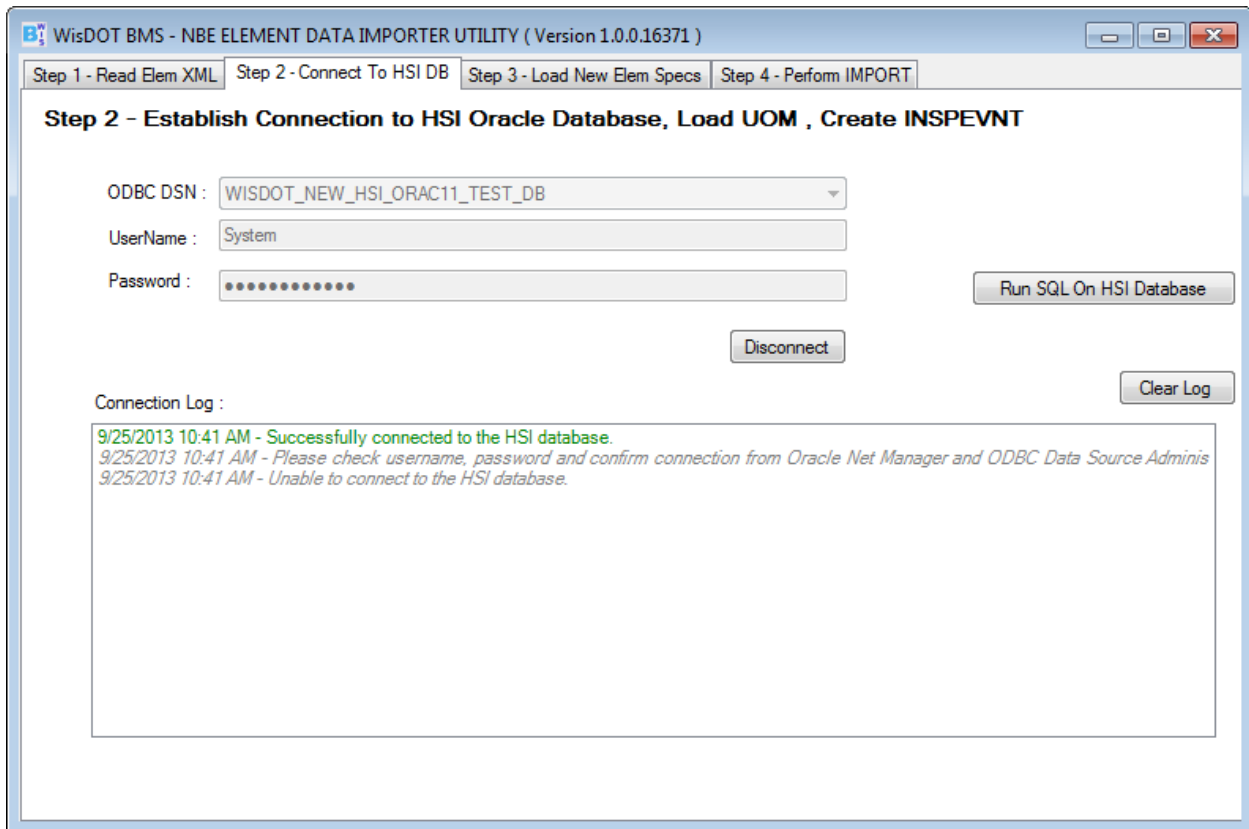 WisDOT BMS - NBE ELEMENT DATA IMPORTER UTILITY ( Version 1.0.0.16371 )
Step 1 - Read Elem XML Step 2 - Connect To HSI DB Step 3 - Load New Elem Specs Step 4 - Perform IMPORT
Step 2 - Establish Connection to HSI Oracle Database, Load UOM , Create INSPEVNT
ODBC DSN : WISDOT_NEW_HSI_ORAC11_TEST_DB
UserName : System
Password : ●●●●●●●●●●●●
Run SQL On HSI Database
Disconnect
Clear Log
Connection Log :
9/25/2013 10:41 AM - Successfully connected to the HSI database.
9/25/2013 10:41 AM - Please check username, password and confirm connection from Oracle Net Manager and ODBC Data Source Adminis
9/25/2013 10:41 AM - Unable to connect to the HSI database.